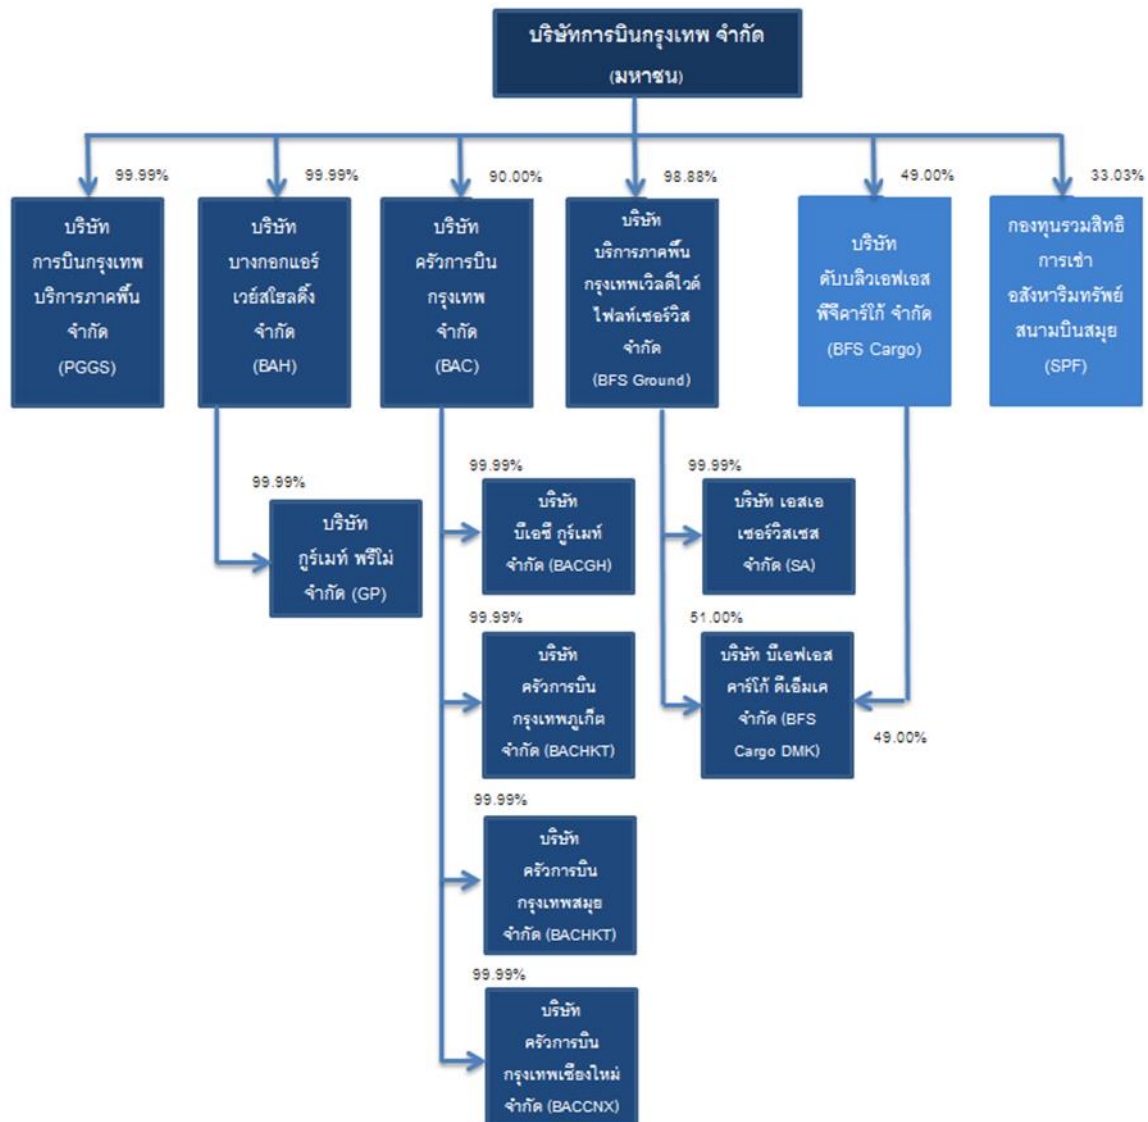 บริษัทการบินกรุงเทพ จำกัด
(มหาชน)
99.99%
99.99%
90.00%
98.88%
49.00%
33.03%
บริษัท
การบินกรุงเทพ
บริการภาคพื้น
จำกัด
(PGGS)
บริษัท
บางกอกแอร์
เวย์สโฮลดิ้ง
จำกัด
(BAH)
บริษัท
ครัวการบิน
กรุงเทพ
จำกัด
(BAC)
บริษัท
บริการภาคพื้น
กรุงเทพเวิลด์ไวด์
ไฟลท์เซอร์วิส
จำกัด
(BFS Ground)
บริษัท
ดับบลิวเอฟเอส
พีจีคาร์โก้ จำกัด
(BFS Cargo)
กองทุนรวมสิทธิ
การเช่า
อสังหาริมทรัพย์
สนามบินสมุย
(SPF)
99.99%
บริษัท
กูร์เมท์ พรีโม่
จำกัด (GP)
99.99%
บริษัท
บีเอซี กูร์เมท์
จำกัด (BACGH)
99.99%
บริษัท เอสเอ
เซอร์วิสเซส
จำกัด (SA)
99.99%
บริษัท
ครัวการบิน
กรุงเทพภูเก็ต
จำกัด (BACHKT)
51.00%
บริษัท บีเอฟเอส
คาร์โก้ ดีเอ็มเค
จำกัด (BFS
Cargo DMK)
49.00%
99.99%
บริษัท
ครัวการบิน
กรุงเทพสมุย
จำกัด (BACHKT)
99.99%
บริษัท
ครัวการบิน
กรุงเทพเชียงใหม่
จำกัด (BACCNX)